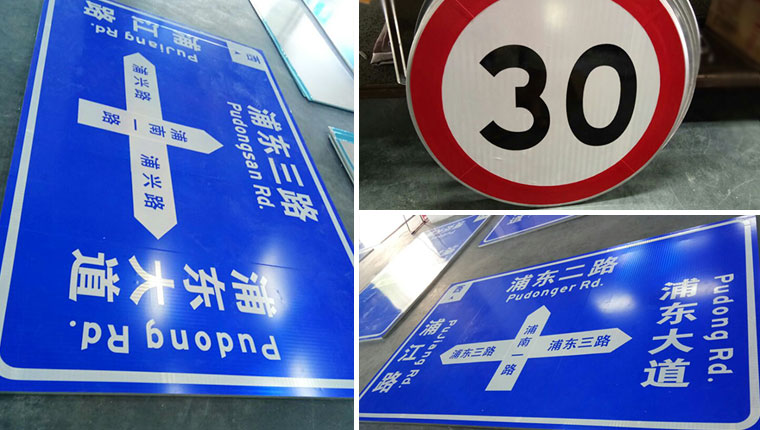 浦江路
Pujiang Rd.
西
浦东三路
Pudongsan Rd.
浦兴路
浦南一路
浦兴路
浦东大道
Pudong Rd.
30
浦东二路
Pudonger Rd.
西
浦江路
Pujiang Rd.
浦东三路
浦南一路
浦东三路
浦东大道
Pudong Rd.